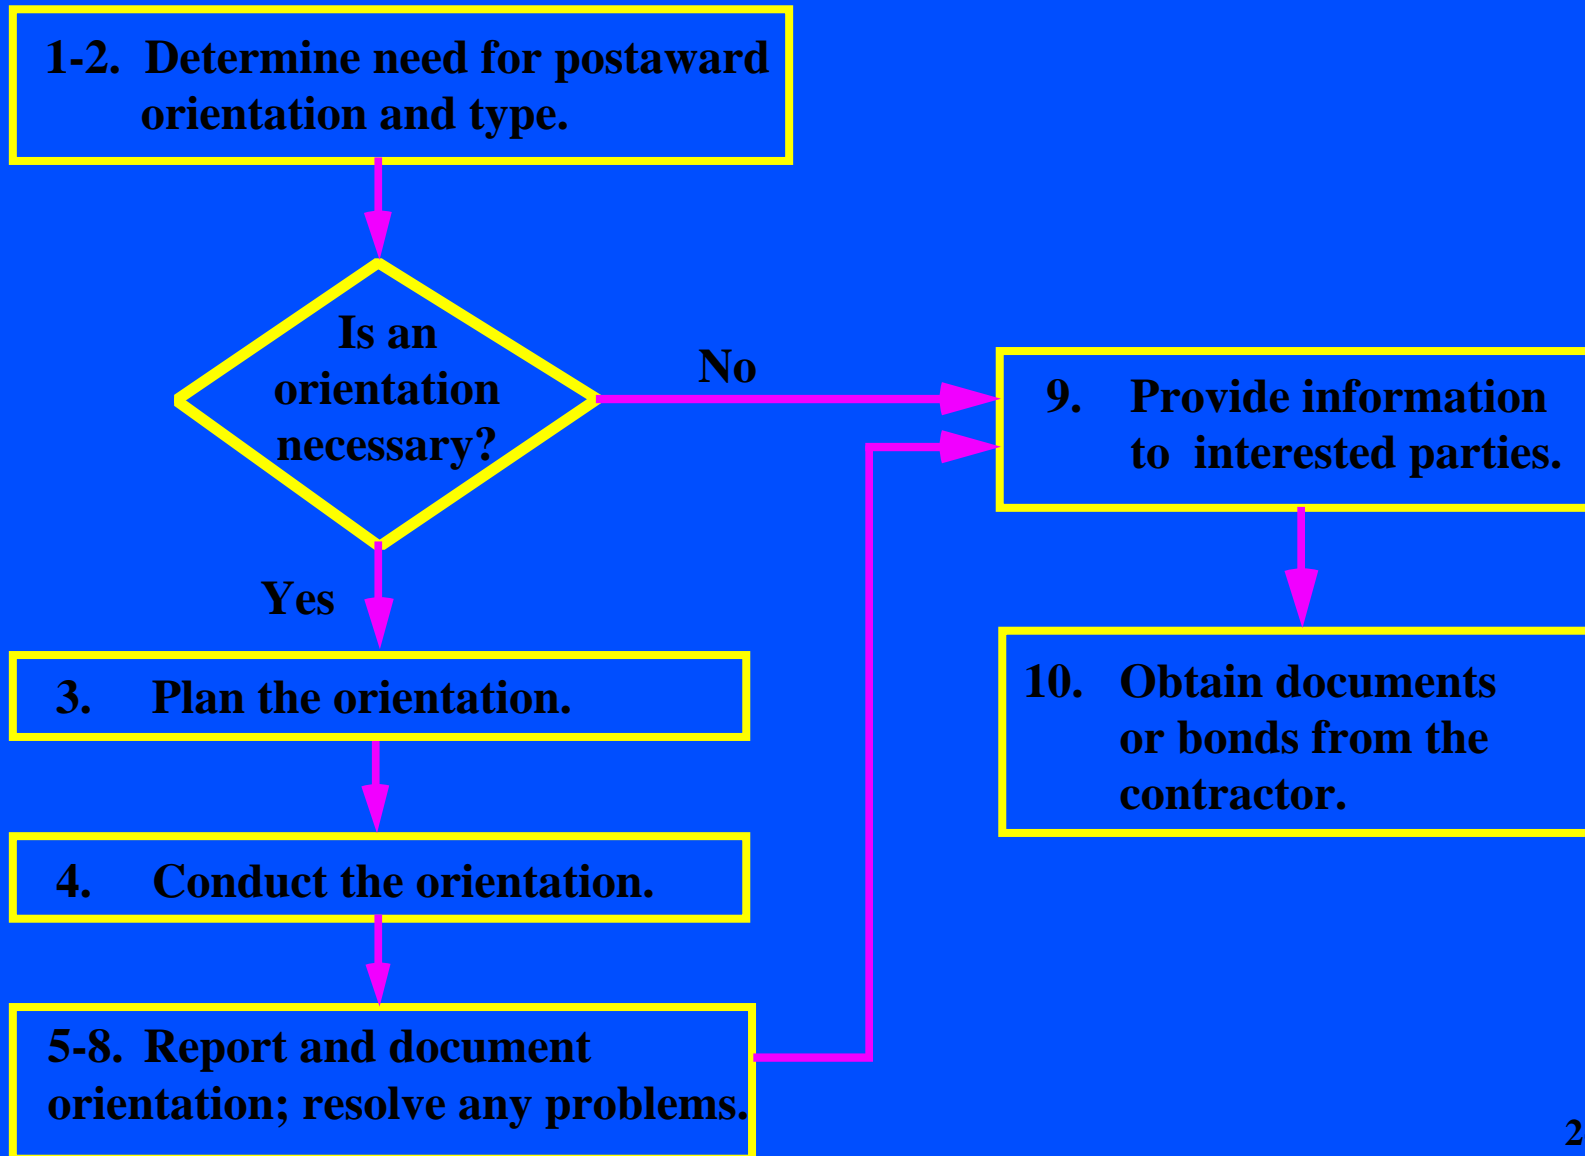 1-2. Determine need for postaward
orientation and type.
Is an
orientation
necessary?
No
Yes
3. Plan the orientation.
4. Conduct the orientation.
5-8. Report and document
orientation; resolve any problems.
9. Provide information
to interested parties.
10. Obtain documents
or bonds from the
contractor.
2